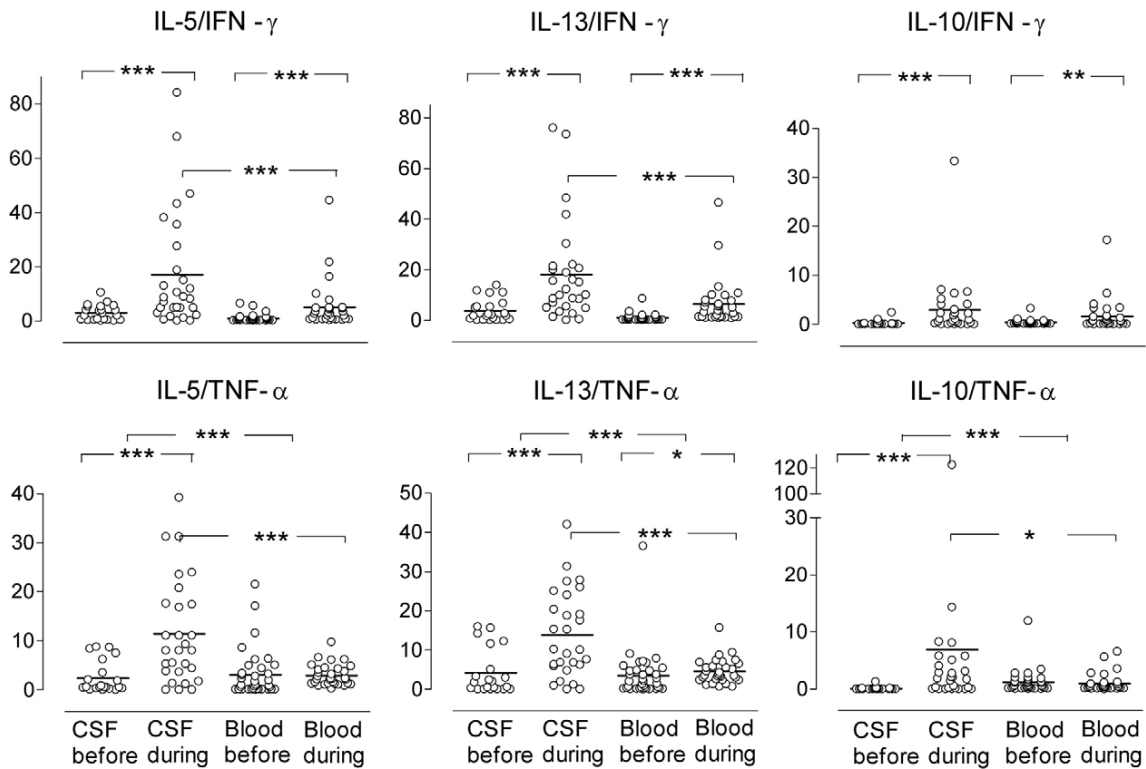 IL-5/IFN - γ
IL-13/IFN - γ
IL-10/IFN - γ
***
***
***
***
***
**
80
60
40
20
0
***
80
60
40
20
0
***
40
30
20
10
0
IL-5/TNF- α
IL-13/TNF- α
IL-10/TNF- α
***
***
***
***
***
*
***
40
30
20
10
0
***
50
40
30
20
10
0
***
120
100
30
20
10
0
*
CSF before
CSF during
Blood before
Blood during
CSF before
CSF during
Blood before
Blood during
CSF before
CSF during
Blood before
Blood during